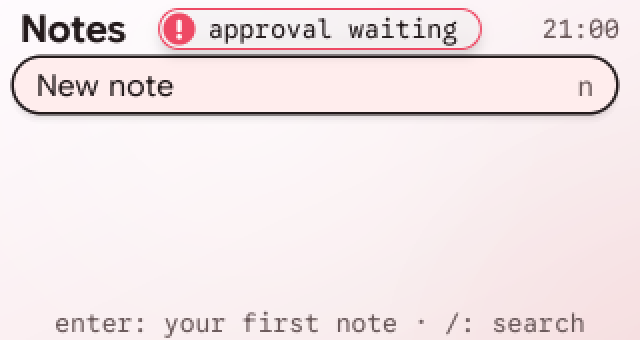 Notes ! approval waiting 21:00
New note n
enter: your first note · /: search